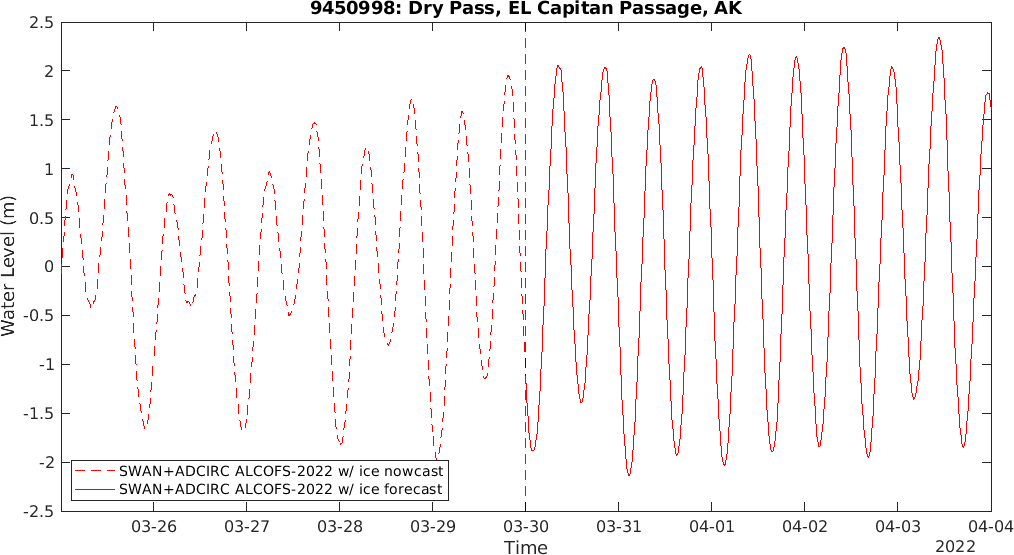 9450998: Dry Pass, EL Capitan Passage, AK
2.5
2
1.5
1
0.5
0
-0.5
-1
-1.5
-2
-2.5
Water Level (m)
SWAN+ADCIRC ALCOFS-2022 w/ ice nowcast
SWAN+ADCIRC ALCOFS-2022 w/ ice forecast
03-26 03-27 03-28 03-29 03-30 03-31 04-01 04-02 04-03 04-04
Time
2022